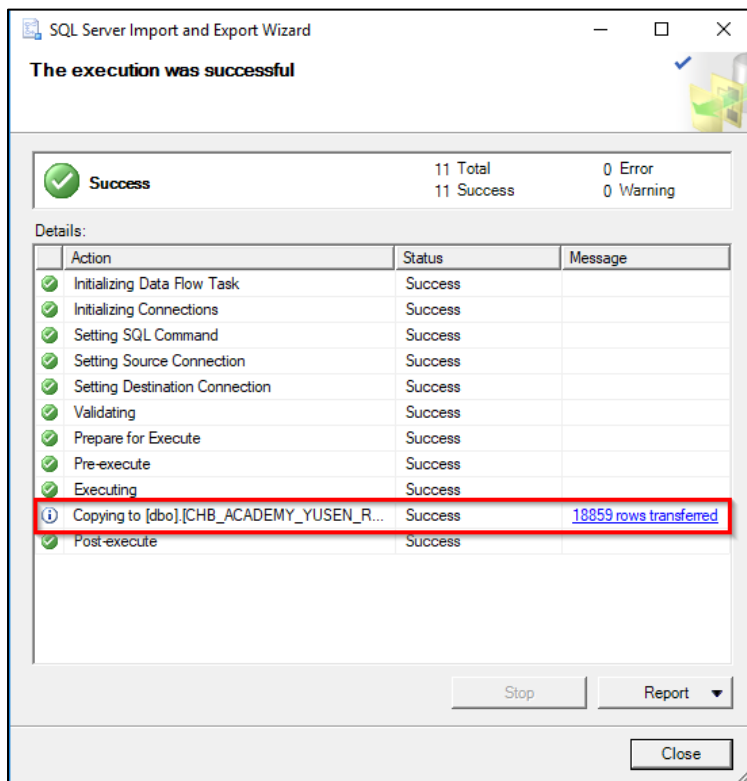 SQL Server Import and Export Wizard
The execution was successful
Success 11 Total 0 Error
11 Success 0 Warning
Details:
Action Status Message
Initializing Data Flow Task Success
Initializing Connections Success
Setting SQL Command Success
Setting Source Connection Success
Setting Destination Connection Success
Validating Success
Prepare for Execute Success
Pre-execute Success
Executing Success
Copying to [dbo].[CHB_ACADEMY_YUSEN_R... Success 18859 rows transferred
Post-execute Success
Stop Report
Close